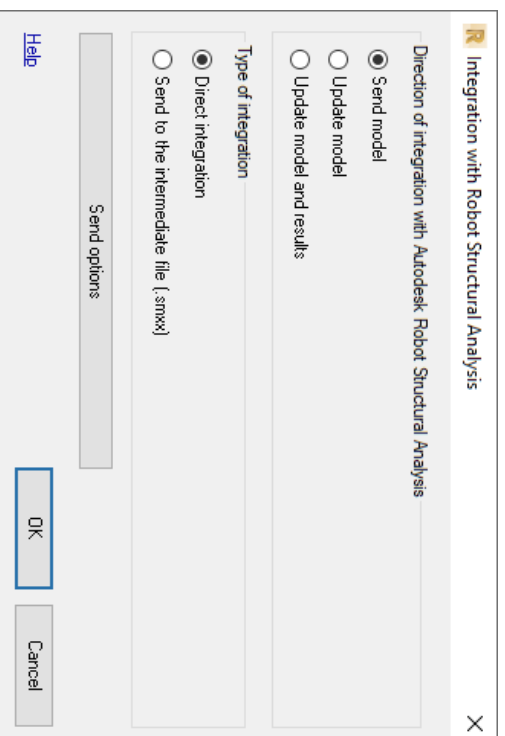 Integration with Robot Structural Analysis
Direction of integration with Autodesk Robot Structural Analysis
Send model
Update model
Update model and results
Type of integration
Direct integration
Send to the intermediate file (.smxx)
Send options
Help
OK
Cancel